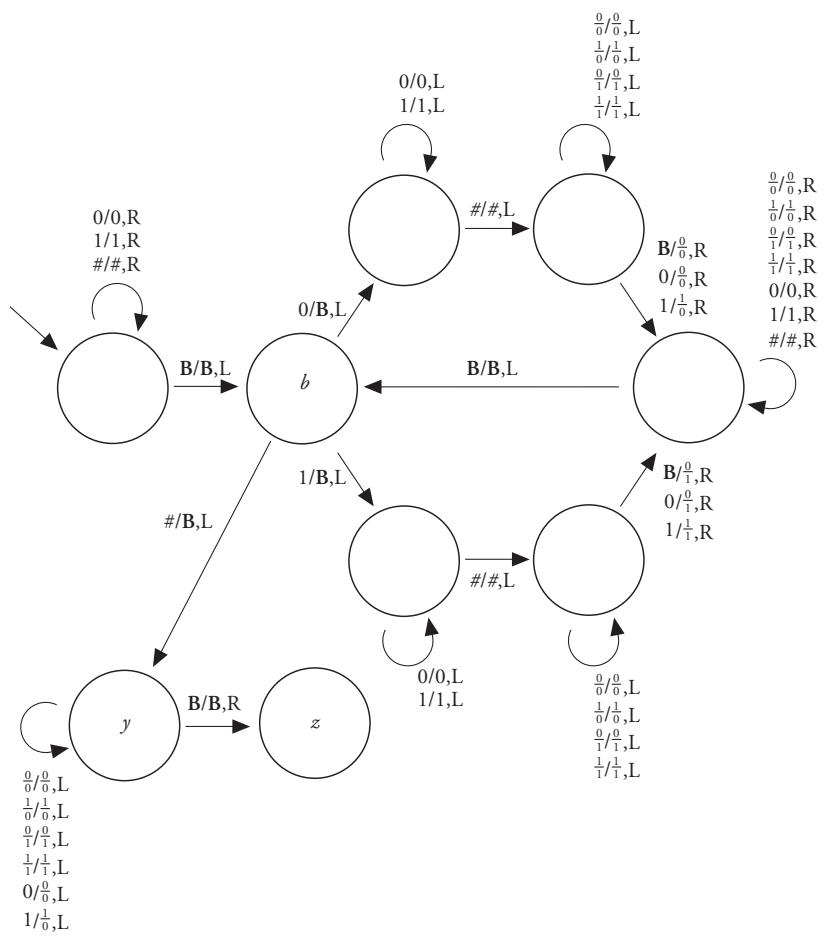 0/0/0/0,L
1/0/1/0,L
0/1/0/1,L
1/1/1/1,L
0/0,L
1/1,L
0/0/0/0,R
1/0/1/0,R
0/1/0/1,R
1/1/1/1,R
0/0,R
1/1,R
#/#,R
0/0,R
1/1,R
#/#,R
#/#,L
B/0/0,R
0/0/0,R
1/1/0,R
0/B,L
B/B,L
b
B/B,L
1/B,L
B/0/1,R
0/0/1,R
1/1/1,R
#/B,L
#/#,L
0/0,L
1/1,L
0/0/0/0,L
1/0/1/0,L
0/1/0/1,L
1/1/1/1,L
y
B/B,R
z
0/0/0/0,L
1/0/1/0,L
0/1/0/1,L
1/1/1/1,L
0/0/0,L
1/1/0,L